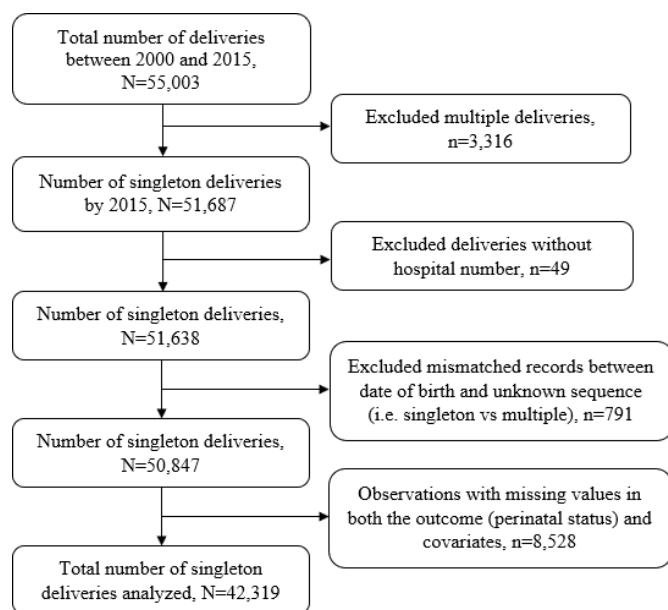 Total number of deliveries
between 2000 and 2015,
N=55,003
Excluded multiple deliveries,
n=3,316
Number of singleton deliveries
by 2015, N=51,687
Excluded deliveries without
hospital number, n=49
Number of singleton deliveries,
N=51,638
Excluded mismatched records between
date of birth and unknown sequence
(i.e. singleton vs multiple), n=791
Number of singleton deliveries,
N=50,847
Observations with missing values in
both the outcome (perinatal status) and
covariates, n=8,528
Total number of singleton
deliveries analyzed, N=42,319